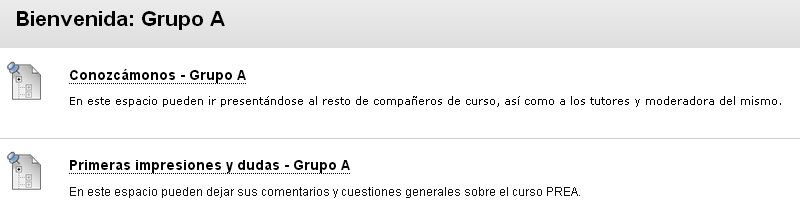 Bienvenida: Grupo A
Conozcámonos - Grupo A
En este espacio pueden ir presentándose al resto de compañeros de curso, así como a los tutores y moderadora del mismo.
Primeras impresiones y dudas - Grupo A
En este espacio pueden dejar sus comentarios y cuestiones generales sobre el curso PREA.